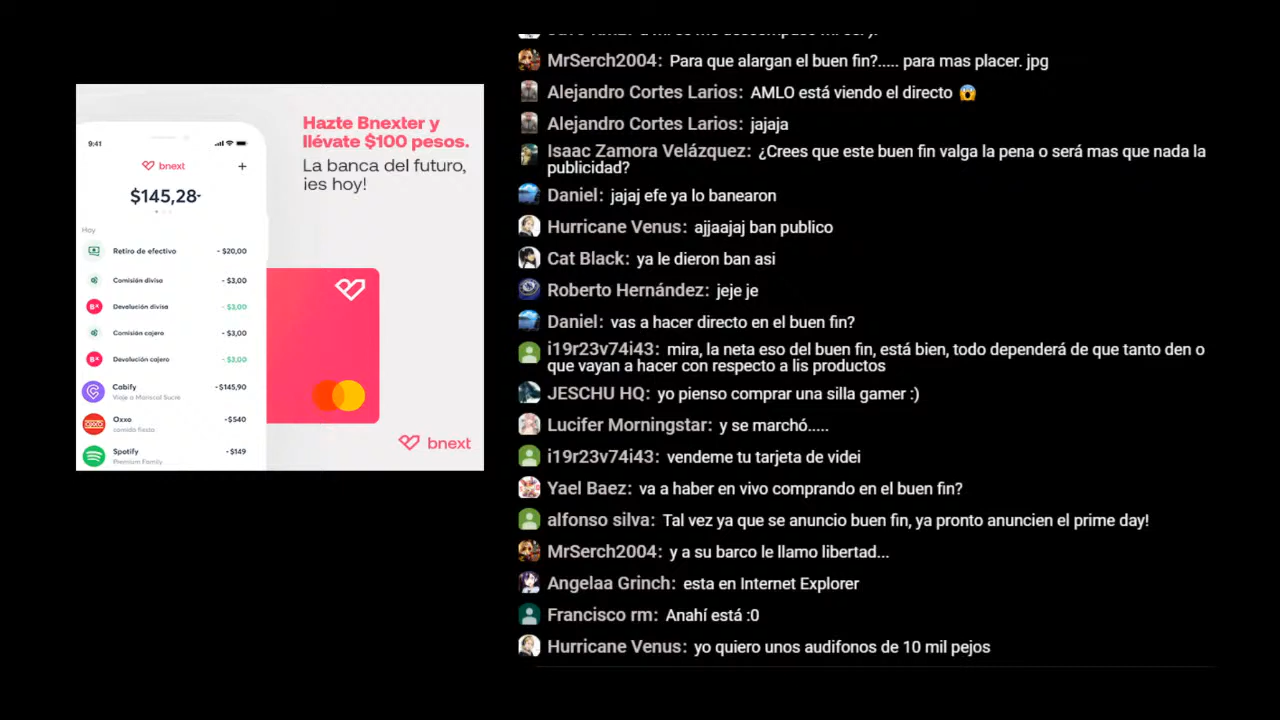 9:41
bnext
+
$145,28
Hoy
Retiro de efectivo - $20,00
Comisión divisa - $3,00
Devolución divisa - $3,00
Comisión cajero - $3,00
Devolución cajero - $3,00
Cabify -$145,90
Viaje a Mariscal Sucre
Oxxo -$540
comida fiesta
Spotify -$149
Premium Family
Hazte Bnexter y
llévate $100 pesos.
La banca del futuro,
¡es hoy!
bnext
MrSerch2004: Para que alargan el buen fin?..... para mas placer. jpg
Alejandro Cortes Larios: AMLO está viendo el directo 😱
Alejandro Cortes Larios: jajaja
Isaac Zamora Velázquez: ¿Crees que este buen fin valga la pena o será mas que nada la
publicidad?
Daniel: jajaj efe ya lo banearon
Hurricane Venus: ajjaajaj ban publico
Cat Black: ya le dieron ban asi
Roberto Hernández: jeje je
Daniel: vas a hacer directo en el buen fin?
i19r23v74i43: mira, la neta eso del buen fin, está bien, todo dependerá de que tanto den o
que vayan a hacer con respecto a lis productos
JESCHU HQ: yo pienso comprar una silla gamer :)
Lucifer Morningstar: y se marchó.....
i19r23v74i43: vendeme tu tarjeta de videi
Yael Baez: va a haber en vivo comprando en el buen fin?
alfonso silva: Tal vez ya que se anuncio buen fin, ya pronto anuncien el prime day!
MrSerch2004: y a su barco le llamo libertad...
Angelaa Grinch: esta en Internet Explorer
Francisco rm: Anahí está :0
Hurricane Venus: yo quiero unos audifonos de 10 mil pejos